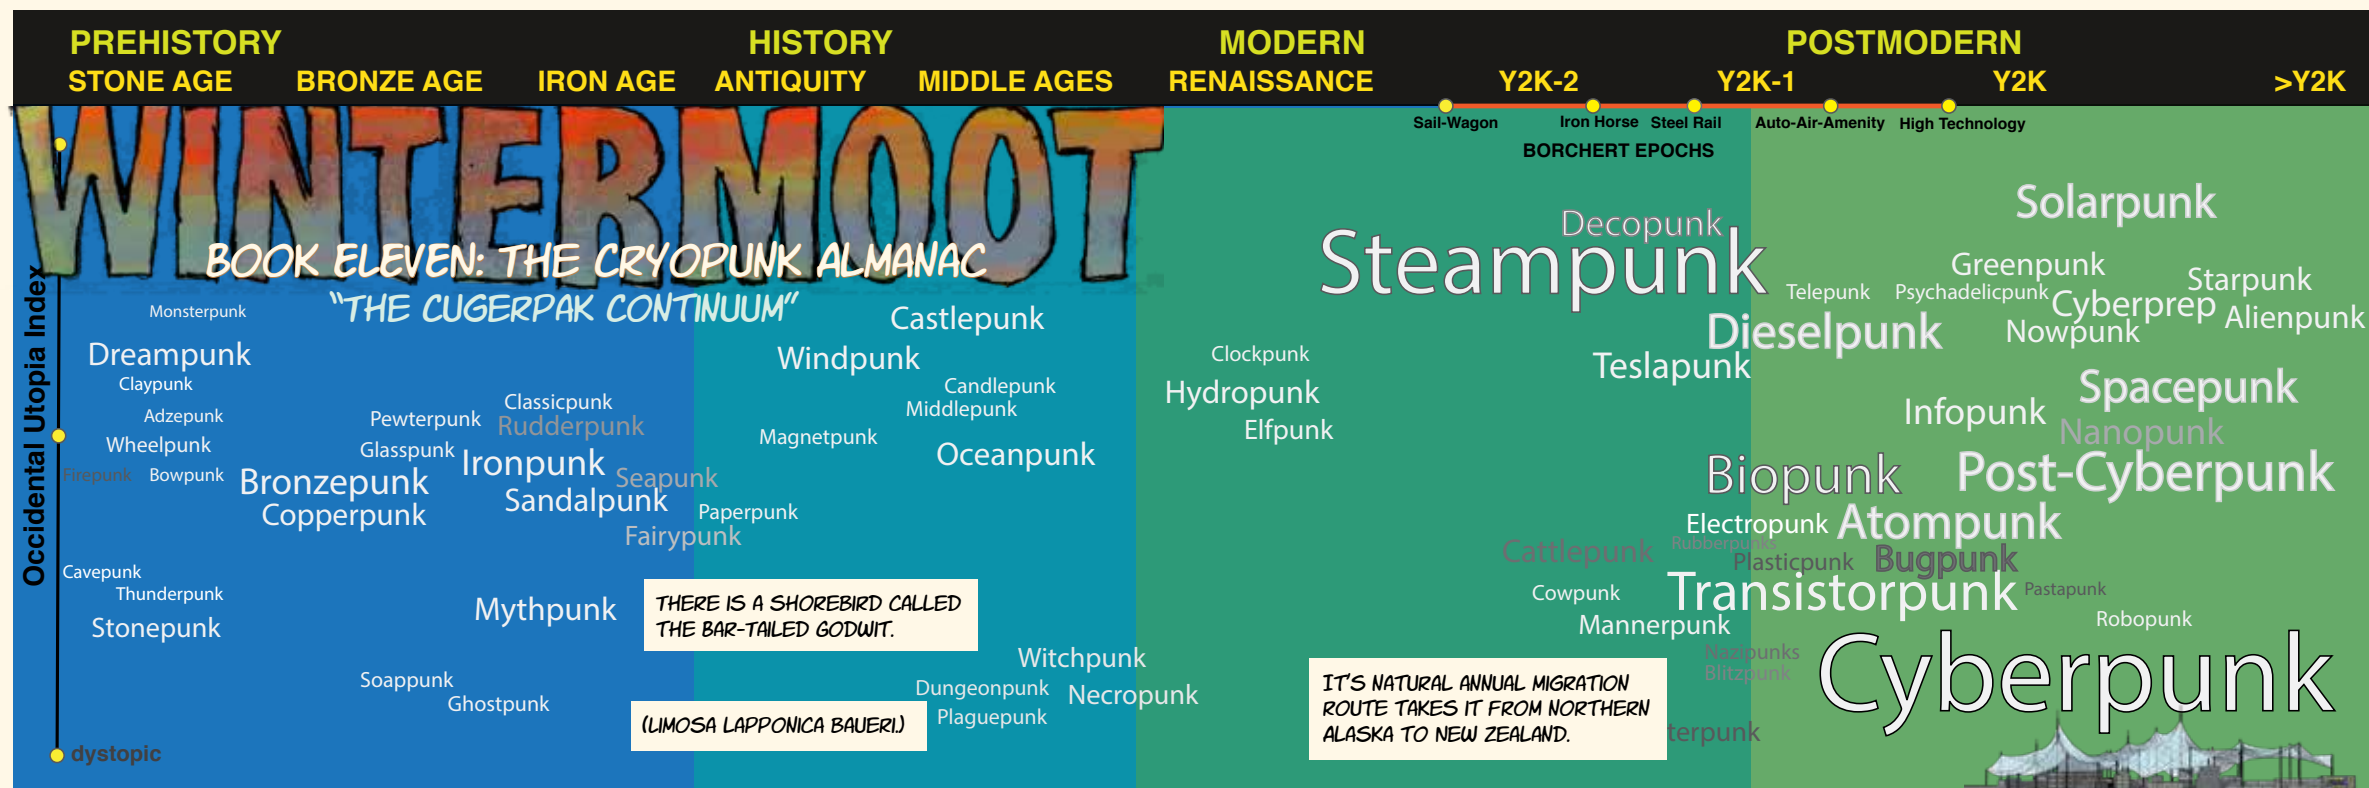 PREHISTORY HISTORY MODERN POSTMODERN
STONE AGE BRONZE AGE IRON AGE ANTIQUITY MIDDLE AGES RENAISSANCE Y2K-2 Y2K-1 Y2K >Y2K
Sail-Wagon Iron Horse Steel Rail Auto-Air-Amenity High Technology
BORCHERT EPOCHS
WINTERMOOT
BOOK ELEVEN: THE CRYOPUNK ALMANAC
"THE CUGERPAK CONTINUUM"
Occidental Utopia Index
dystopic
Monsterpunk
Dreampunk
Claypunk
Adzepunk
Wheelpunk
Firepunk
Bowpunk
Cavepunk
Thunderpunk
Stonepunk
Pewterpunk
Glasspunk
Bronzepunk
Copperpunk
Classicpunk
Rudderpunk
Ironpunk
Seapunk
Sandalpunk
Fairypunk
Mythpunk
Soappunk
Ghostpunk
Castlepunk
Windpunk
Candlepunk
Middlepunk
Magnetpunk
Oceanpunk
Paperpunk
THERE IS A SHOREBIRD CALLED
THE BAR-TAILED GODWIT.
(LIMOSA LAPPONICA BAUERI.)
Witchpunk
Dungeonpunk
Necropunk
Plaguepunk
Clockpunk
Hydropunk
Elfpunk
Decopunk
Steampunk
Teslapunk
Dieselpunk
Telepunk
Solarpunk
Greenpunk
Psychadelicpunk
Starpunk
Cyberprep
Alienpunk
Nowpunk
Spacepunk
Infopunk
Nanopunk
Biopunk
Post-Cyberpunk
Electropunk
Atompunk
Cattlepunk
Rubberpunks
Plasticpunk
Bugpunk
Cowpunk
Transistorpunk
Pastapunk
Mannerpunk
Robopunk
Nazipunks
Blitzpunk
Cyberpunk
IT'S NATURAL ANNUAL MIGRATION
ROUTE TAKES IT FROM NORTHERN
ALASKA TO NEW ZEALAND.
terpunk